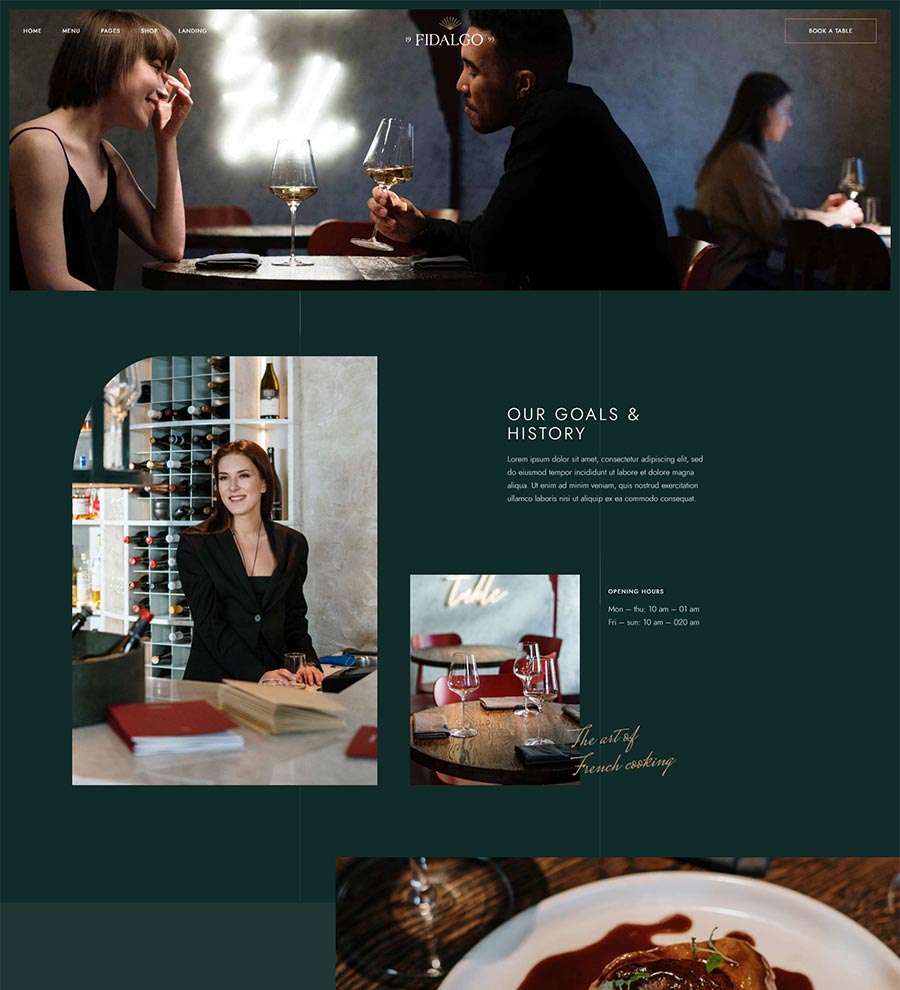 HOME MENU PAGES SHOP LANDING
19 FIDALGO 93
BOOK A TABLE
table
OUR GOALS &
HISTORY
Lorem ipsum dolor sit amet, consectetur adipiscing elit, sed
do eiusmod tempor incididunt ut labore et dolore magna
aliqua. Ut enim ad minim veniam, quis nostrud exercitation
ullamco laboris nisi ut aliquip ex ea commodo consequat.
table
OPENING HOURS
Mon – thu: 10 am – 01 am
Fri – sun: 10 am – 020 am
The art of
French cooking